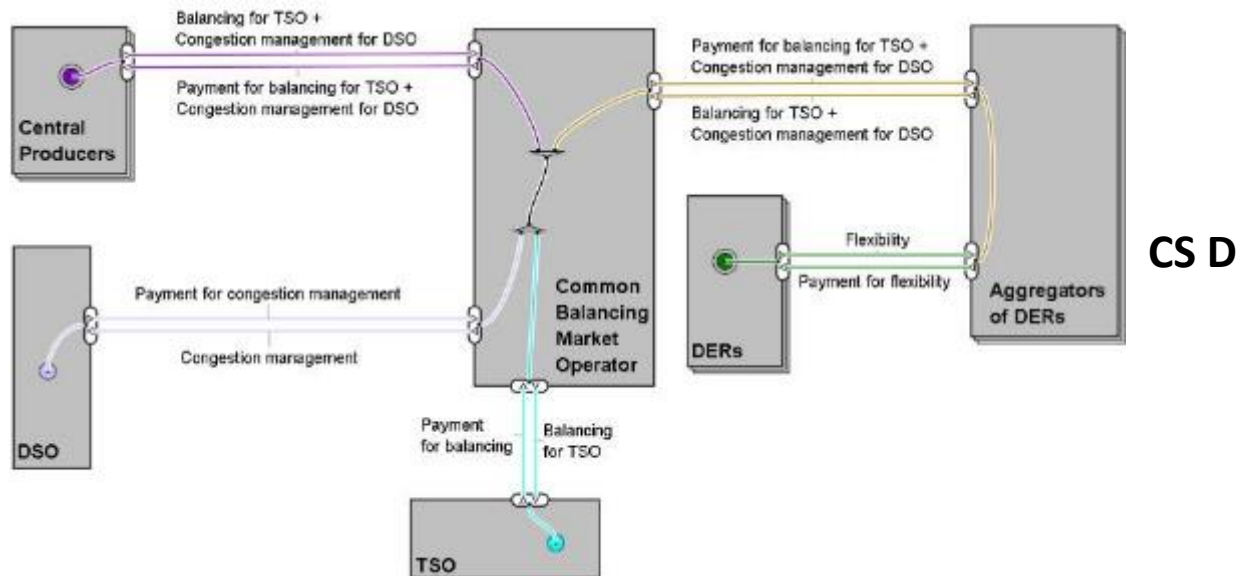 Balancing for TSO +
Congestion management for DSO
Payment for balancing for TSO +
Congestion management for DSO
Central
Producers
Payment for balancing for TSO +
Congestion management for DSO
Balancing for TSO +
Congestion management for DSO
Flexibility
Payment for flexibility
DERs
Aggregators
of DERs
CS D
Payment for congestion management
Congestion management
DSO
Common
Balancing
Market
Operator
Payment
for balancing
Balancing
for TSO
TSO